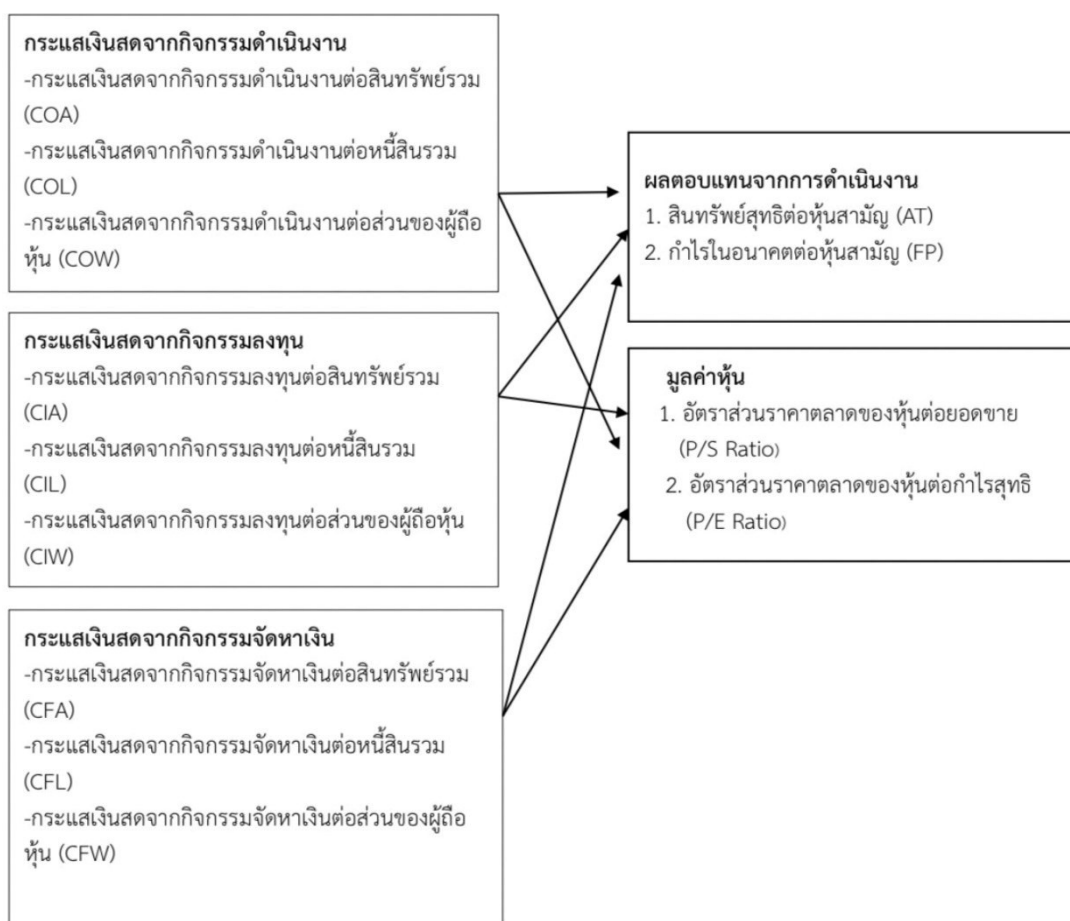 กระแสเงินสดจากกิจกรรมดำเนินงาน
-กระแสเงินสดจากกิจกรรมดำเนินงานต่อสินทรัพย์รวม
(COA)
-กระแสเงินสดจากกิจกรรมดำเนินงานต่อหนี้สินรวม
(COL)
-กระแสเงินสดจากกิจกรรมดำเนินงานต่อส่วนของผู้ถือ
หุ้น (COW)
กระแสเงินสดจากกิจกรรมลงทุน
-กระแสเงินสดจากกิจกรรมลงทุนต่อสินทรัพย์รวม
(CIA)
-กระแสเงินสดจากกิจกรรมลงทุนต่อหนี้สินรวม
(CIL)
-กระแสเงินสดจากกิจกรรมลงทุนต่อส่วนของผู้ถือหุ้น
(CIW)
กระแสเงินสดจากกิจกรรมจัดหาเงิน
-กระแสเงินสดจากกิจกรรมจัดหาเงินต่อสินทรัพย์รวม
(CFA)
-กระแสเงินสดจากกิจกรรมจัดหาเงินต่อหนี้สินรวม
(CFL)
-กระแสเงินสดจากกิจกรรมจัดหาเงินต่อส่วนของผู้ถือ
หุ้น (CFW)
ผลตอบแทนจากการดำเนินงาน
1. สินทรัพย์สุทธิต่อหุ้นสามัญ (AT)
2. กำไรในอนาคตต่อหุ้นสามัญ (FP)
มูลค่าหุ้น
1. อัตราส่วนราคาตลาดของหุ้นต่อยอดขาย
(P/S Ratio)
2. อัตราส่วนราคาตลาดของหุ้นต่อกำไรสุทธิ
(P/E Ratio)